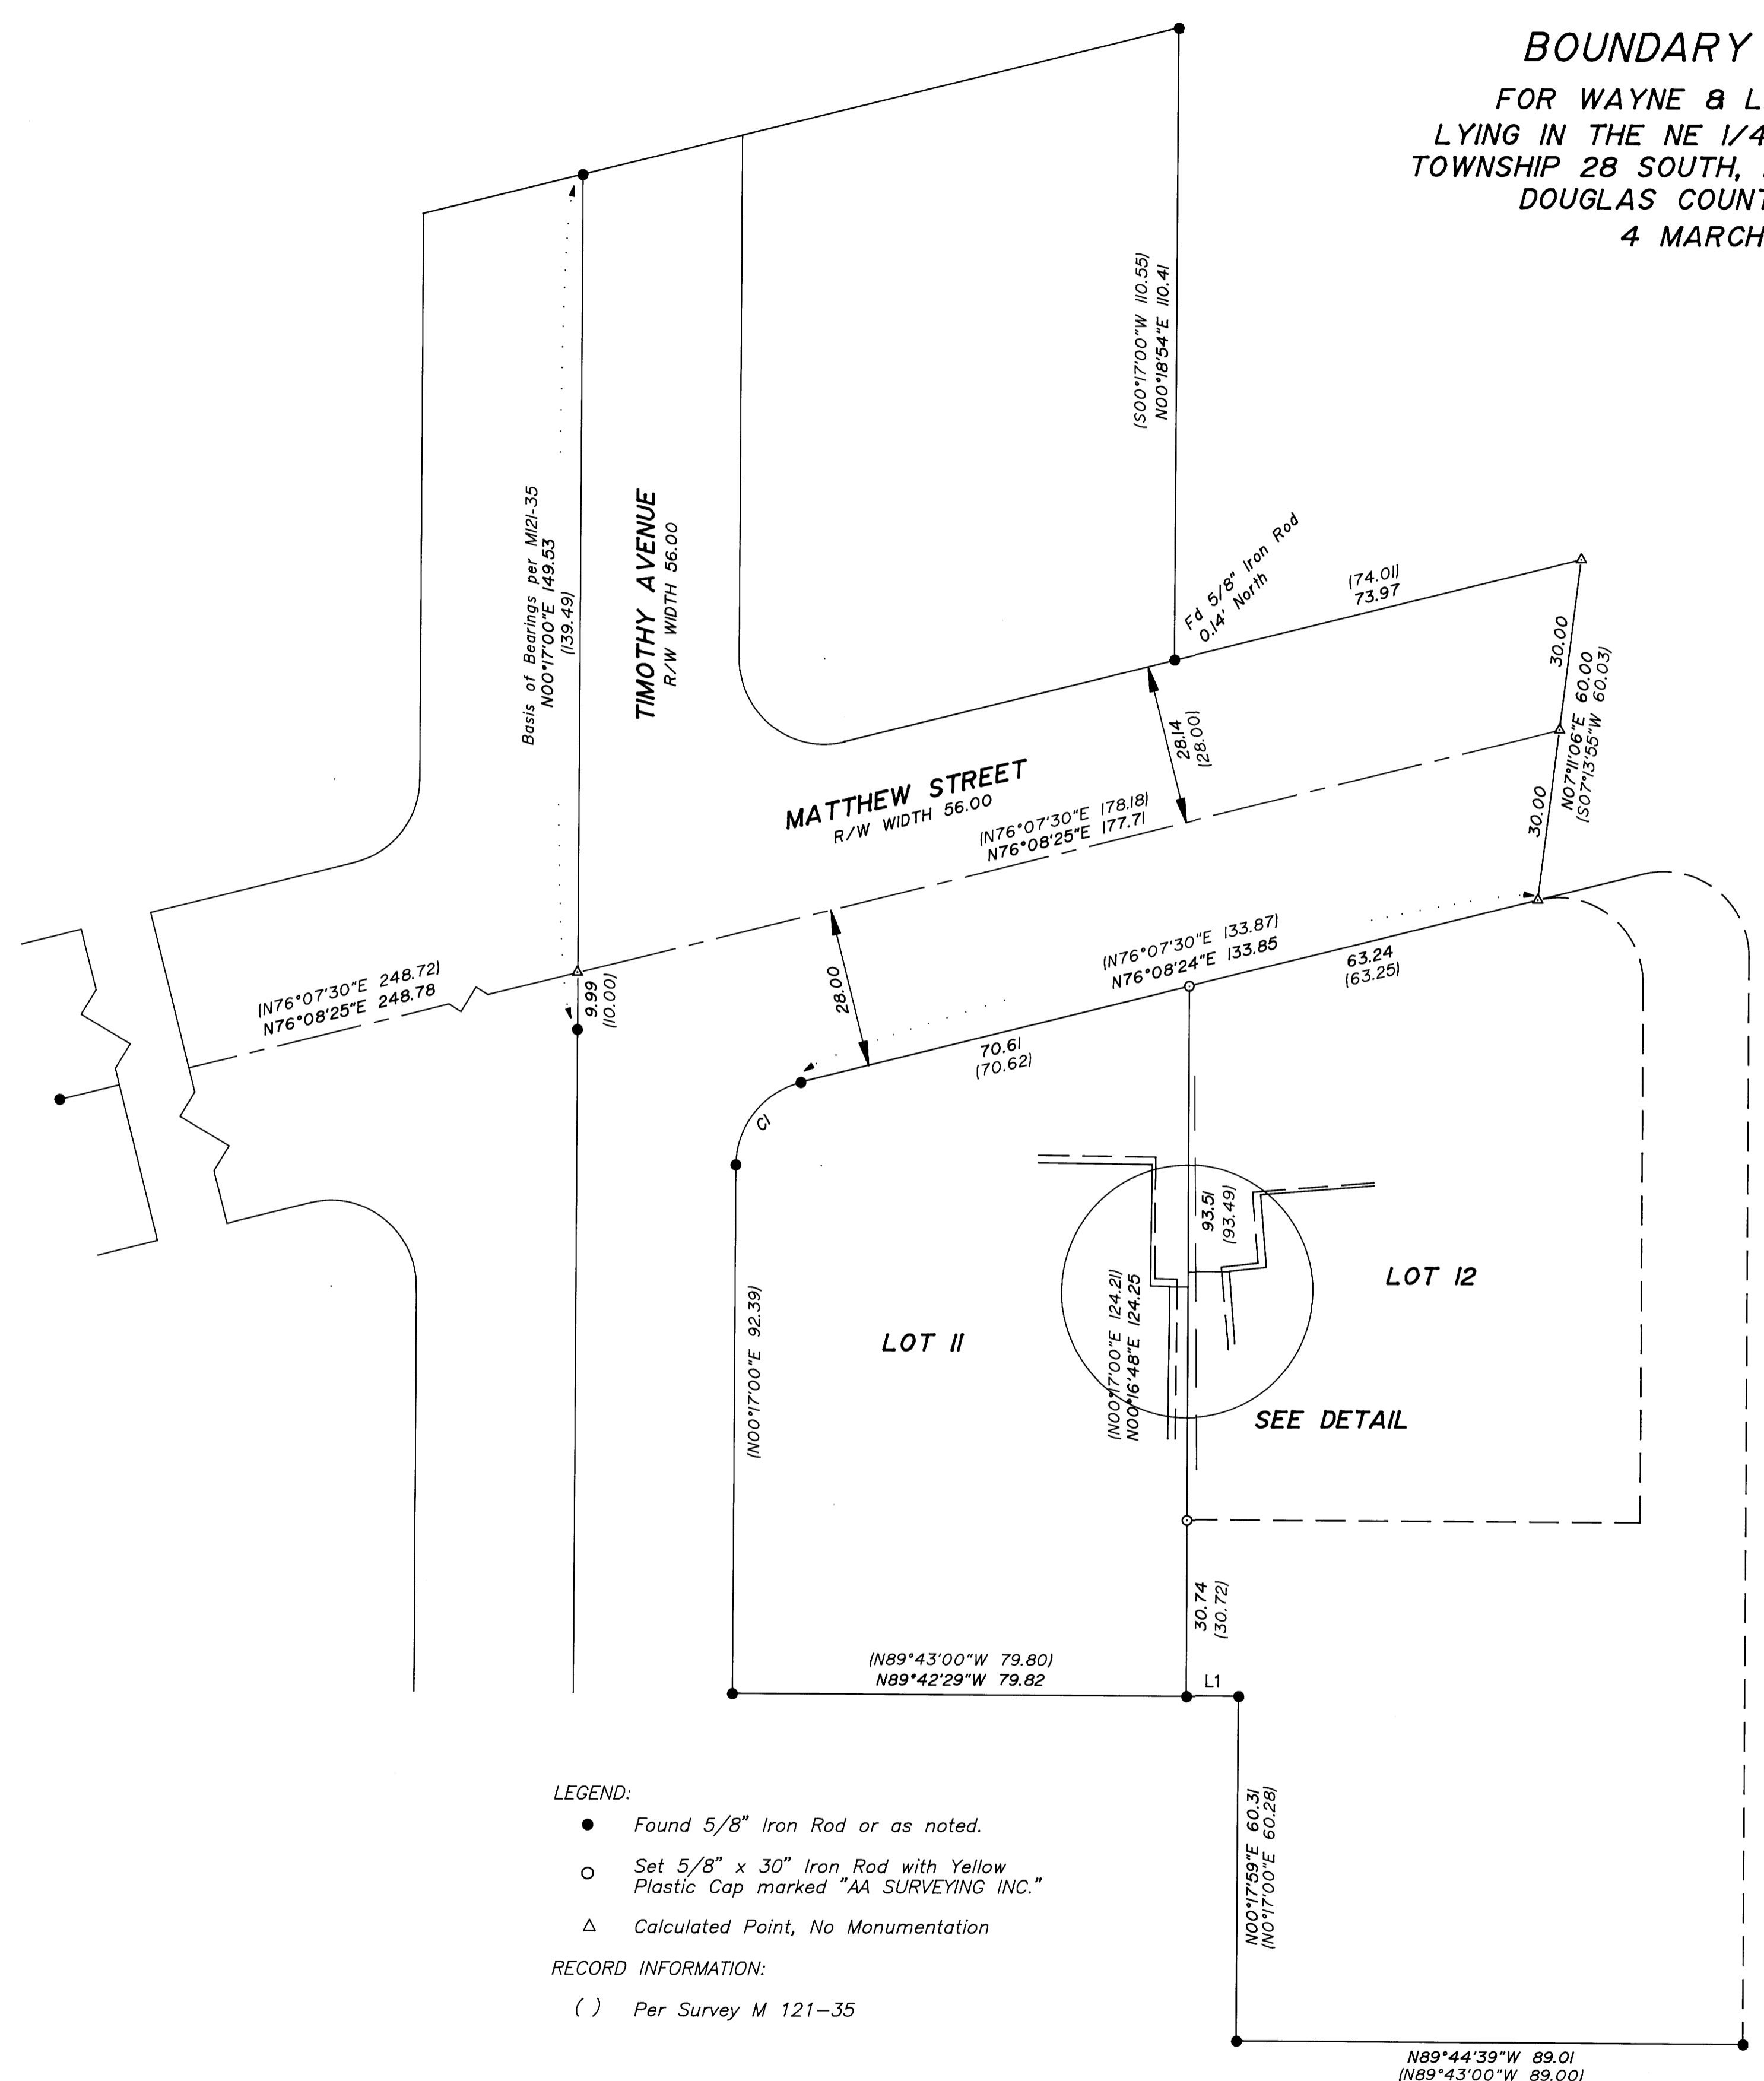 BOUNDARY
FOR WAYNE & L
LYING IN THE NE 1/4
TOWNSHIP 28 SOUTH,
DOUGLAS COUNT
4 MARCH
(S00°17'00"W 110.55)
N00°18'54"E 110.41
Basis of Bearings per M121-35
N00°17'00"E 149.53
(139.49)
TIMOTHY AVENUE
R/W WIDTH 56.00
Fd 5/8" Iron Rod
0.14' North
(74.01)
73.97
30.00
N07°11'06"E 60.00
(S07°13'55"W 60.03)
30.00
28.14
(28.00)
MATTHEW STREET
R/W WIDTH 56.00
(N76°07'30"E 178.18)
N76°08'25"E 177.71
(N76°07'30"E 248.72)
N76°08'25"E 248.78
9.99
(10.00)
28.00
(N76°07'30"E 133.87)
N76°08'24"E 133.85
63.24
(63.25)
70.61
(70.62)
C1
93.51
(93.49)
(N00°17'00"E 124.21)
N00°16'48"E 124.25
(N00°17'00"E 92.39)
LOT 11
LOT 12
SEE DETAIL
30.74
(30.72)
(N89°43'00"W 79.80)
N89°42'29"W 79.82
L1
N00°17'59"E 60.31
(N0°17'00"E 60.28)
LEGEND:
Found 5/8" Iron Rod or as noted.
Set 5/8" x 30" Iron Rod with Yellow
Plastic Cap marked "AA SURVEYING INC."
Calculated Point, No Monumentation
RECORD INFORMATION:
( ) Per Survey M 121-35
N89°44'39"W 89.01
(N89°43'00"W 89.00)